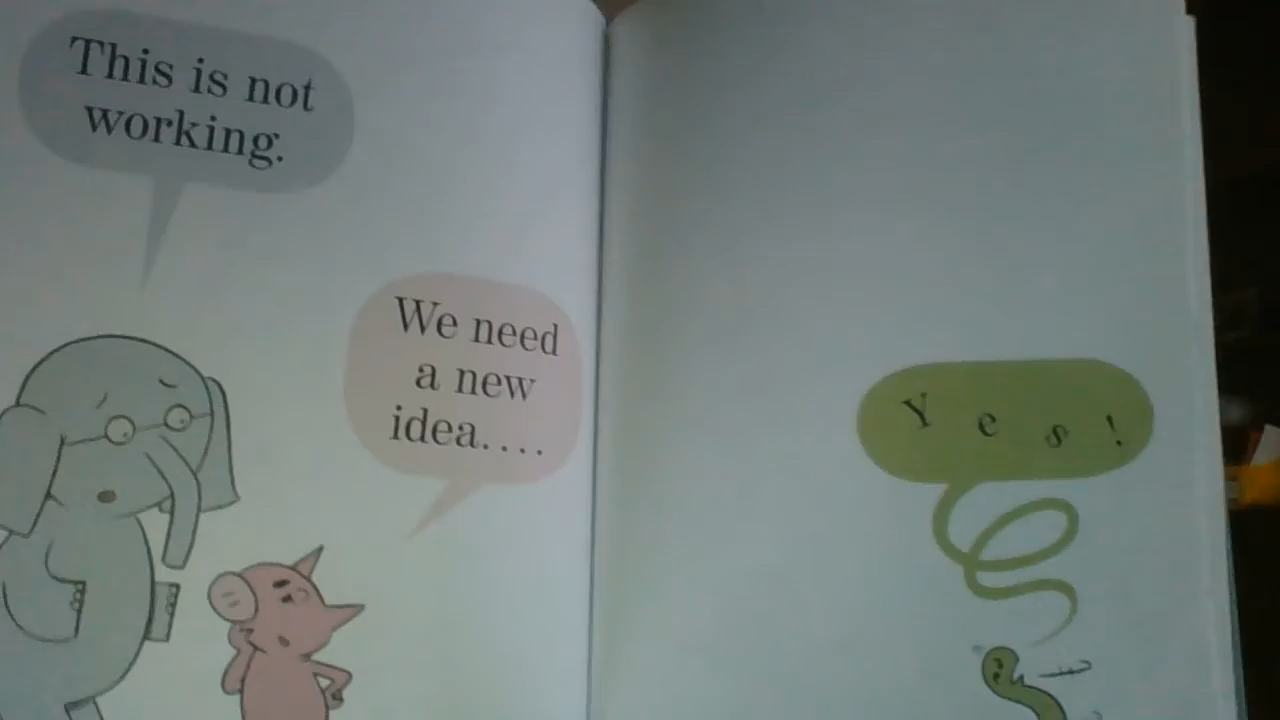 This is not
working.
We need
a new
idea....
Yes!